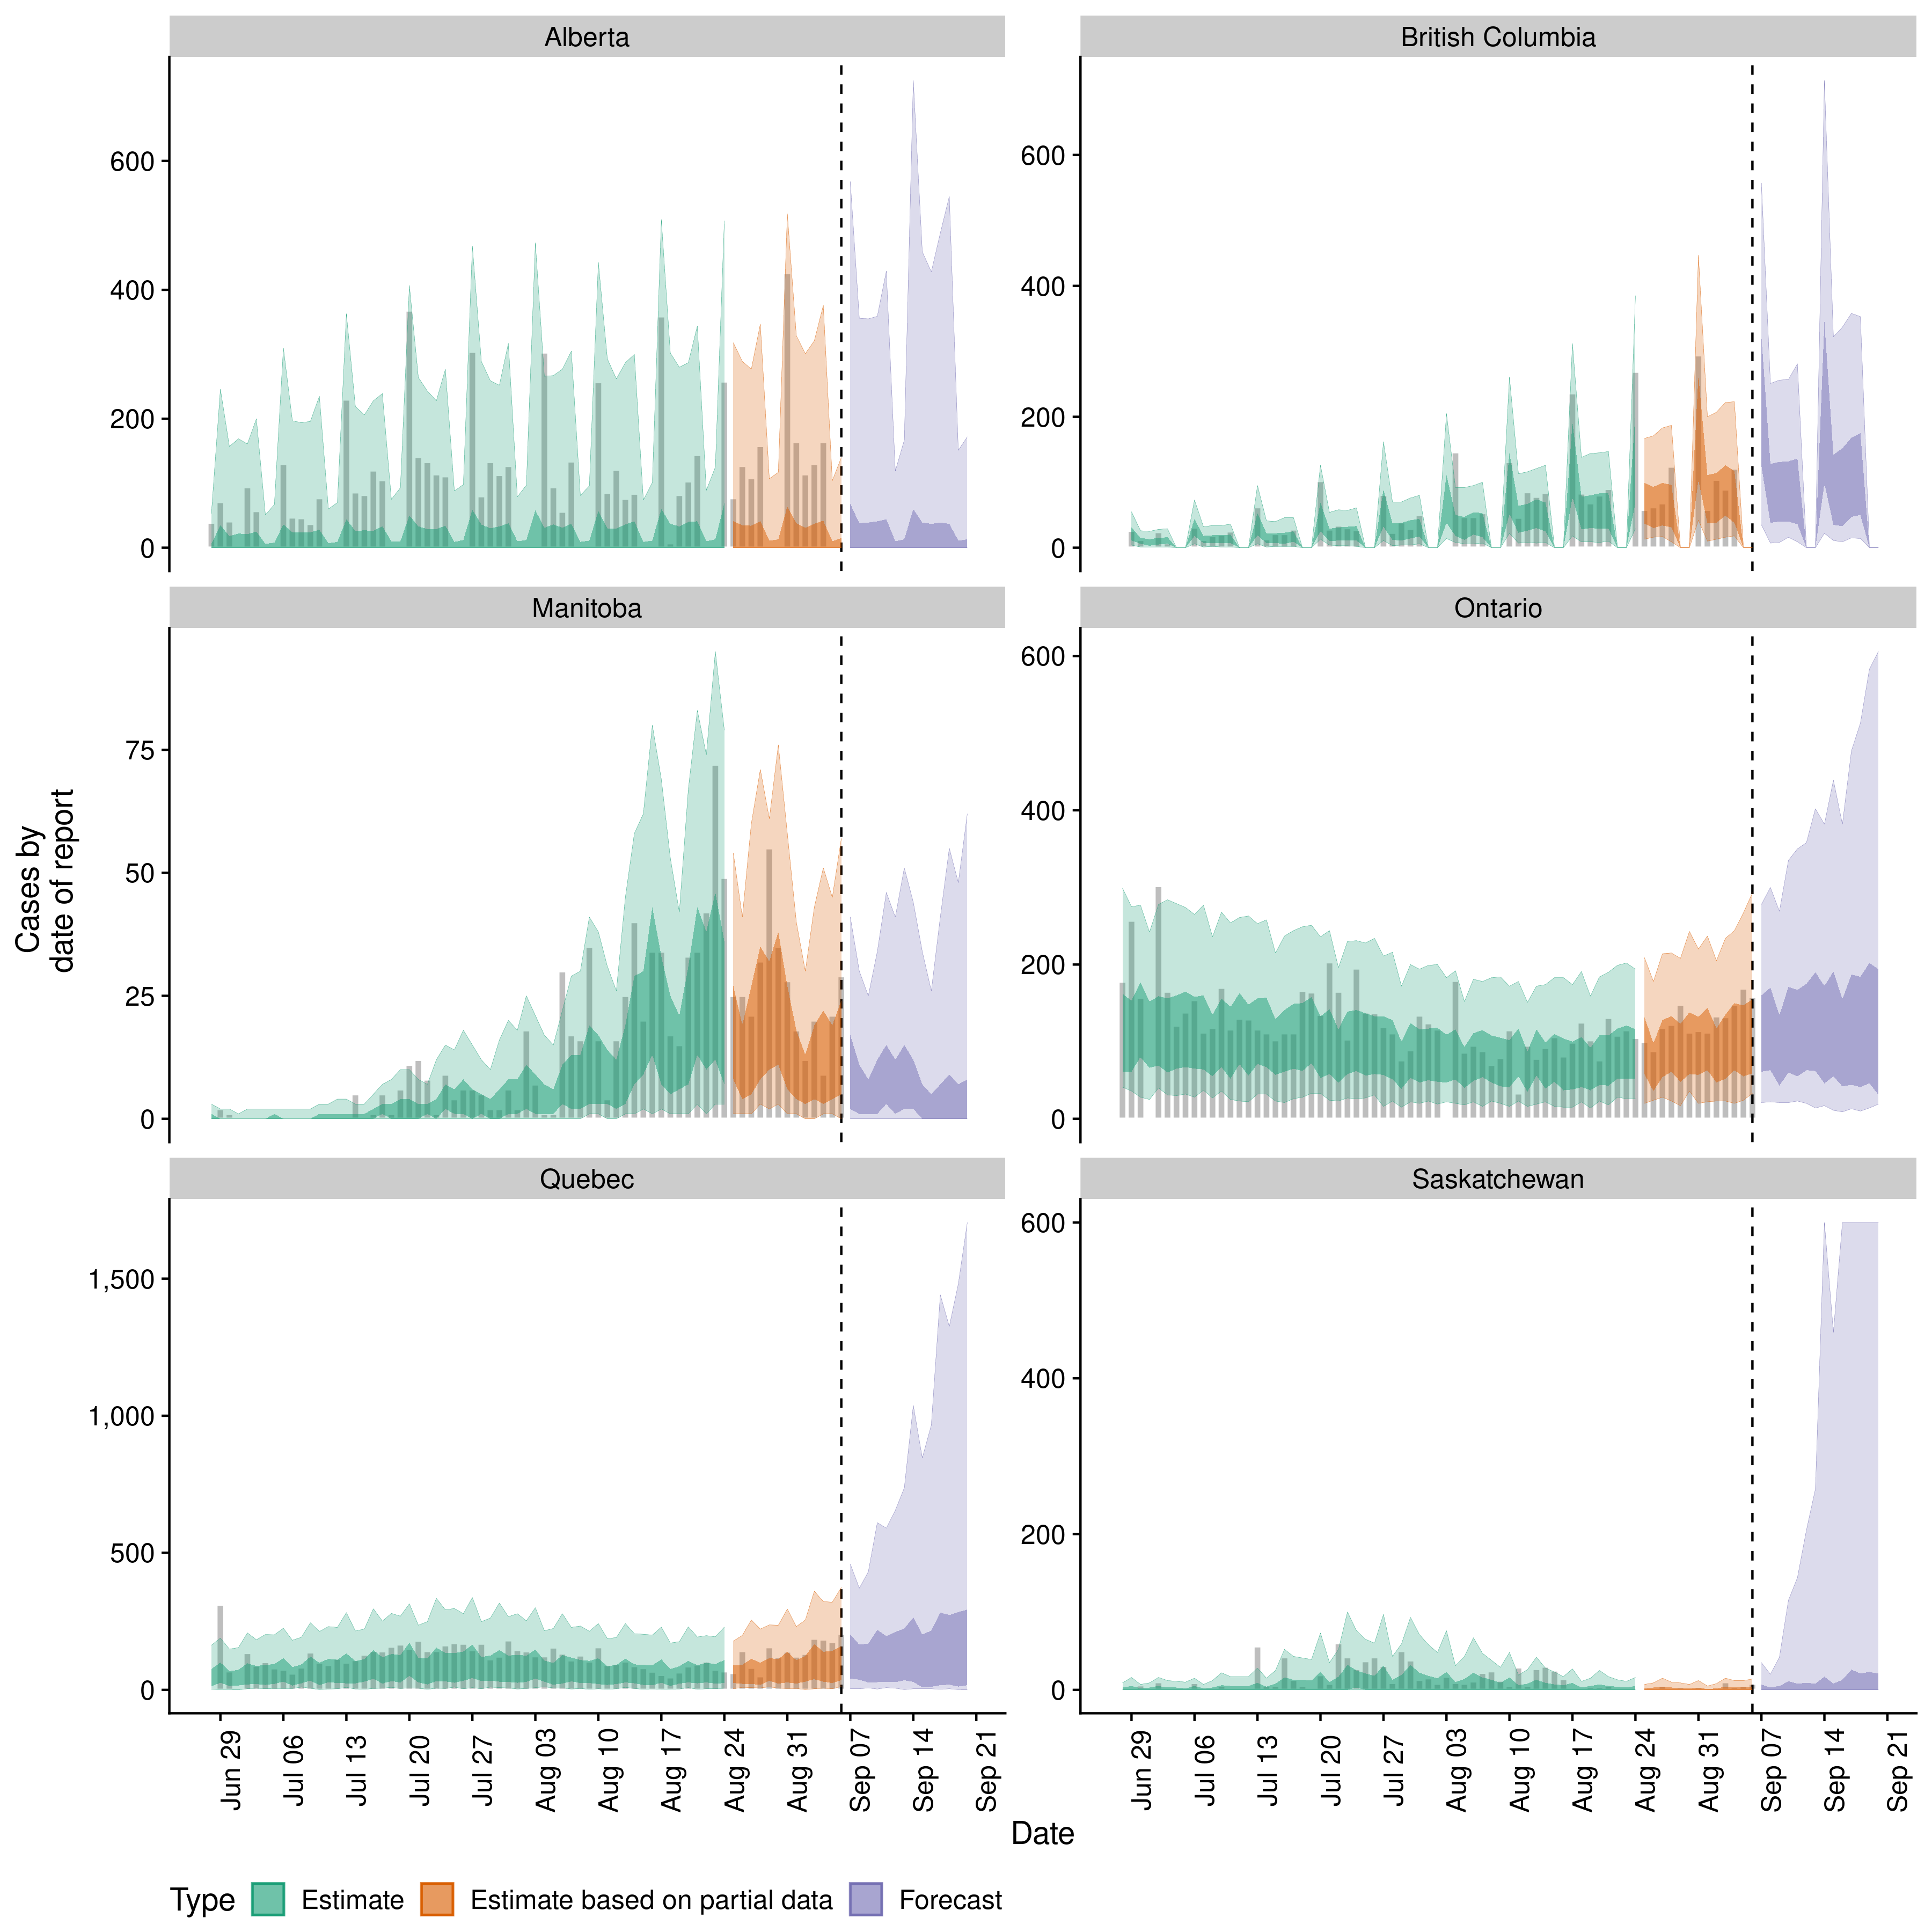 Alberta
British Columbia
600
400
200
0
600
400
200
0
Manitoba
Ontario
75
50
25
0
600
400
200
0
Cases by
date of report
Quebec
Saskatchewan
1,500
1,000
500
0
600
400
200
0
Jun 29
Jul 06
Jul 13
Jul 20
Jul 27
Aug 03
Aug 10
Aug 17
Aug 24
Aug 31
Sep 07
Sep 14
Sep 21
Jun 29
Jul 06
Jul 13
Jul 20
Jul 27
Aug 03
Aug 10
Aug 17
Aug 24
Aug 31
Sep 07
Sep 14
Sep 21
Date
Type Estimate Estimate based on partial data Forecast